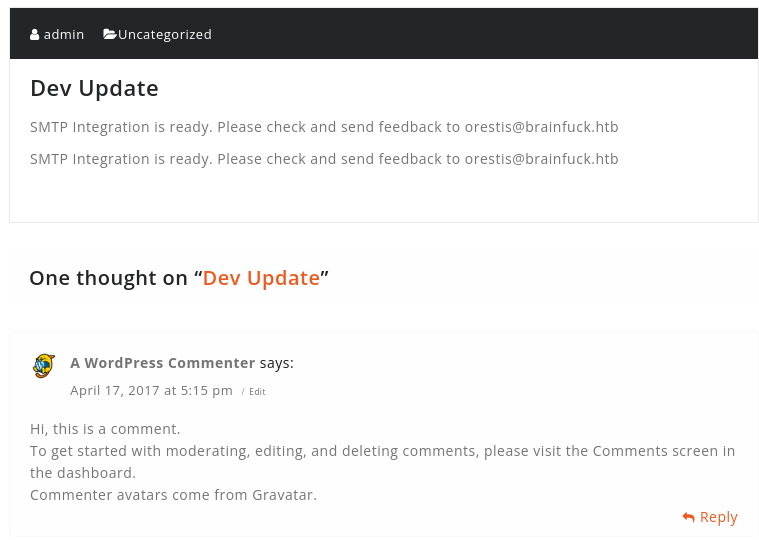 admin Uncategorized
Dev Update
SMTP Integration is ready. Please check and send feedback to orestis@brainfuck.htb
SMTP Integration is ready. Please check and send feedback to orestis@brainfuck.htb
One thought on “Dev Update”
A WordPress Commenter says:
April 17, 2017 at 5:15 pm / Edit
Hi, this is a comment.
To get started with moderating, editing, and deleting comments, please visit the Comments screen in
the dashboard.
Commenter avatars come from Gravatar.
Reply